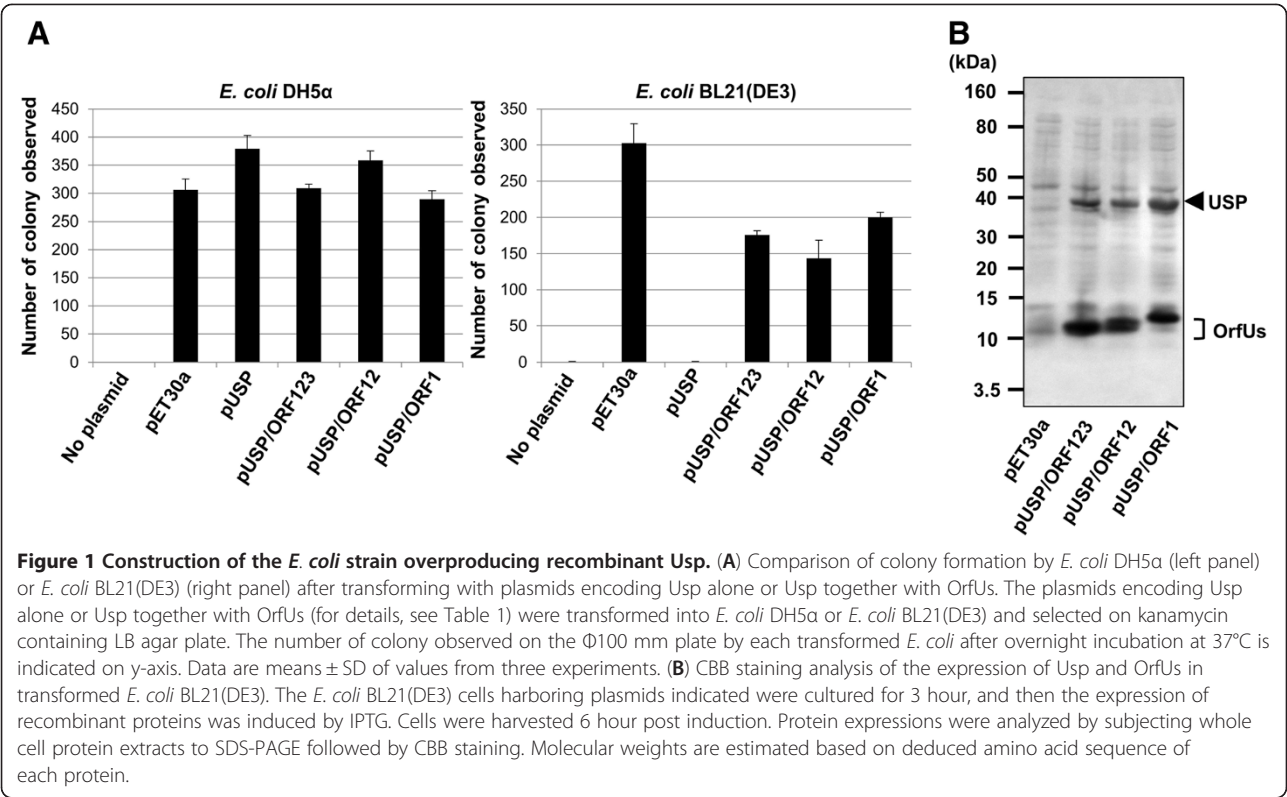 A
E. coli DH5α
Number of colony observed
450
400
350
300
250
200
150
100
50
0
No plasmid
pET30a
pUSP
pUSP/ORF123
pUSP/ORF12
pUSP/ORF1
E. coli BL21(DE3)
Number of colony observed
350
300
250
200
150
100
50
0
No plasmid
pET30a
pUSP
pUSP/ORF123
pUSP/ORF12
pUSP/ORF1
B
(kDa)
160
80
50
40
30
20
15
10
3.5
USP
OrfUs
pET30a
pUSP/ORF123
pUSP/ORF12
pUSP/ORF1
Figure 1 Construction of the E. coli strain overproducing recombinant Usp. (A) Comparison of colony formation by E. coli DH5α (left panel)
or E. coli BL21(DE3) (right panel) after transforming with plasmids encoding Usp alone or Usp together with OrfUs. The plasmids encoding Usp
alone or Usp together with OrfUs (for details, see Table 1) were transformed into E. coli DH5α or E. coli BL21(DE3) and selected on kanamycin
containing LB agar plate. The number of colony observed on the Φ100 mm plate by each transformed E. coli after overnight incubation at 37°C is
indicated on y-axis. Data are means ± SD of values from three experiments. (B) CBB staining analysis of the expression of Usp and OrfUs in
transformed E. coli BL21(DE3). The E. coli BL21(DE3) cells harboring plasmids indicated were cultured for 3 hour, and then the expression of
recombinant proteins was induced by IPTG. Cells were harvested 6 hour post induction. Protein expressions were analyzed by subjecting whole
cell protein extracts to SDS-PAGE followed by CBB staining. Molecular weights are estimated based on deduced amino acid sequence of
each protein.